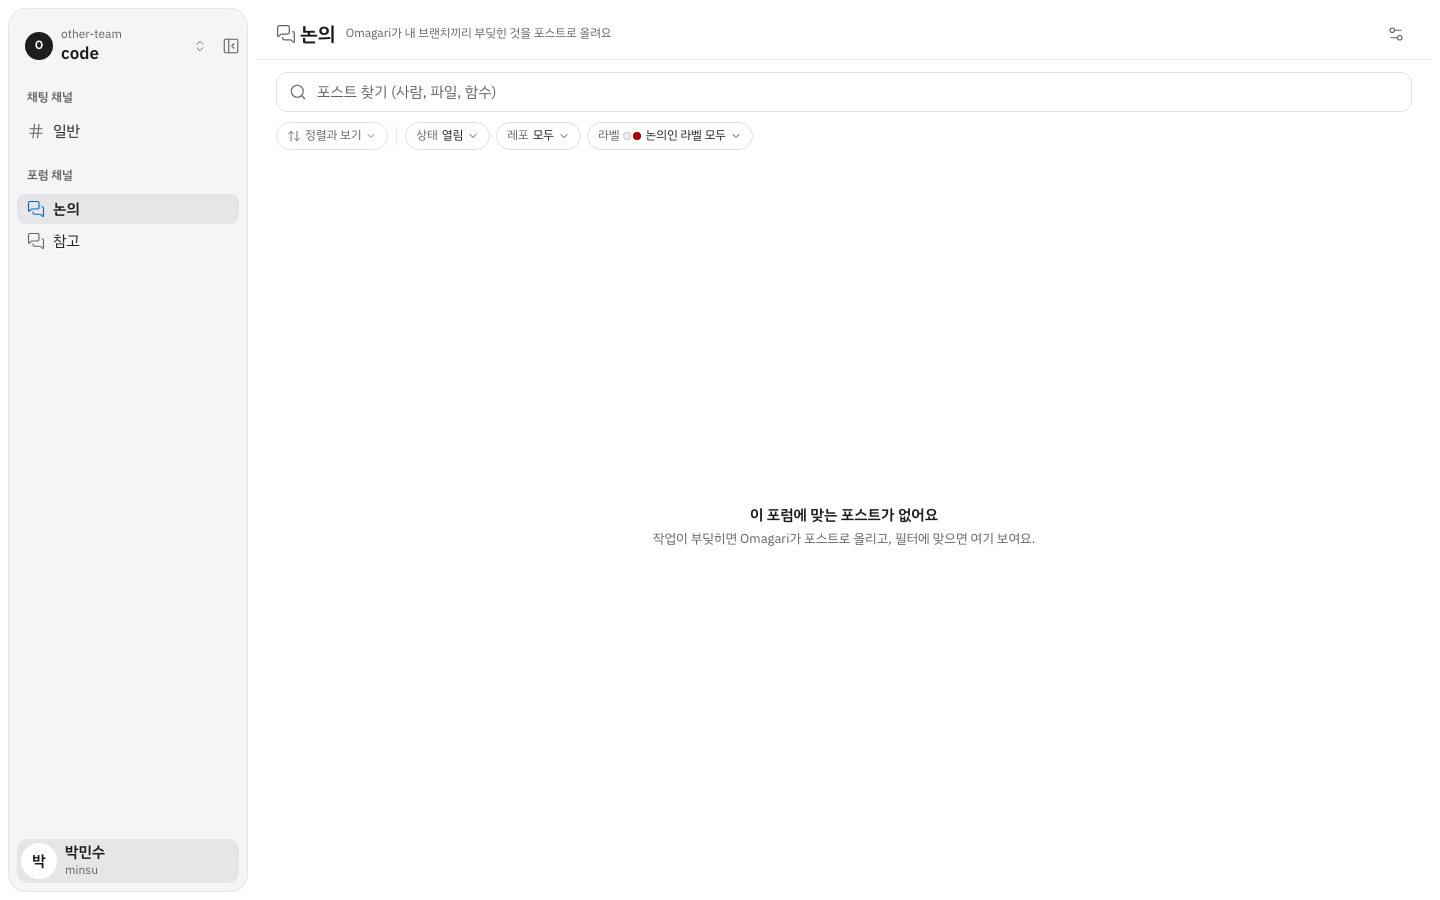 O
other-team
code
채팅 채널
일반
포럼 채널
논의
참고
박
박민수
minsu
논의 Omagari가 내 브랜치끼리 부딪힌 것을 포스트로 올려요
포스트 찾기 (사람, 파일, 함수)
정렬과 보기 상태 열림 레포 모두 라벨 논의인 라벨 모두
이 포럼에 맞는 포스트가 없어요
작업이 부딪히면 Omagari가 포스트로 올리고, 필터에 맞으면 여기 보여요.